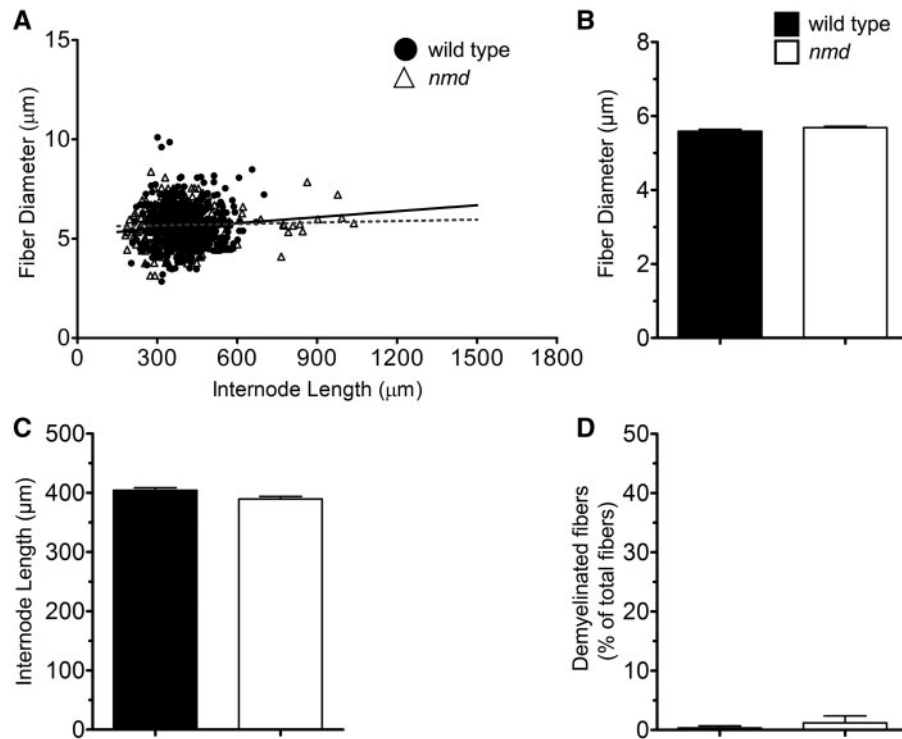 A
15
10
5
0
Fiber Diameter (μm)
wild type
nmd
0 300 600 900 1200 1500 1800
Internode Length (μm)
B
wild type
nmd
8
6
4
2
0
Fiber Diameter (μm)
C
500
400
300
200
100
0
Internode Length (μm)
D
50
40
30
20
10
0
Demyelinated fibers
(% of total fibers)